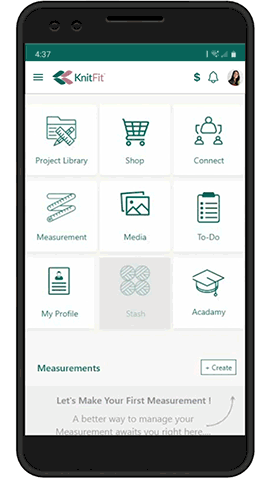 4:37
KnitFit
$
Project Library
Shop
Connect
Measurement
Media
To-Do
My Profile
Stash
Acadamy
Measurements
+ Create
Let's Make Your First Measurement !
A better way to manage your
Measurement awaits you right here...